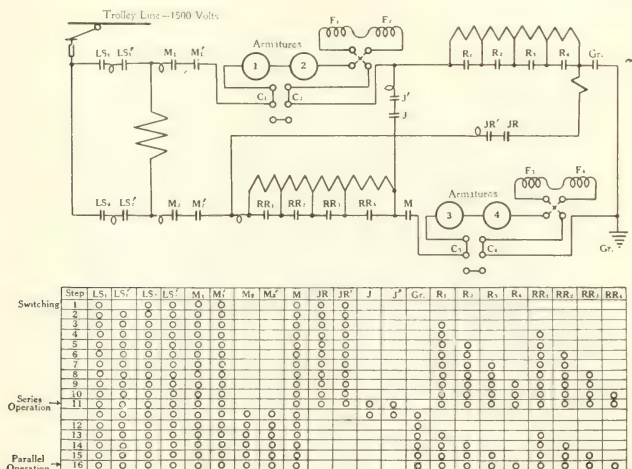 Trolley Line—1500 Volts
F₁ F₂
LS₁ LS₁' M₁ M₁' Armatures R₁ R₂ R₃ R₄ Gr.
1 2
C₁ C₂ J'
J JR' JR
F₃ F₄
LS₂' M₂ M₂' RR₁ RR₂ RR₃ RR₄ M Armatures
3 4
C₃ C₄
Gr.
Step LS₁ LS₁' LS₂ LS₂' M₁ M₁' M₂ M₂' M JR JR' J J' Gr. R₁ R₂ R₃ R₄ RR₁ RR₂ RR₃ RR₄
Switching 1 O O O O O O O
2 O O O O O O O O O
3 O O O O O O O O O O
4 O O O O O O O O O O O
5 O O O O O O O O O O O O
6 O O O O O O O O O O O O O
7 O O O O O O O O O O O O O O
8 O O O O O O O O O O O O O O O
9 O O O O O O O O O O O O O O O O
10 O O O O O O O O O O O O O O O O O
Series Operation → 11 O O O O O O O O O O O O O O O O O O O
O O O O O O O O O O O O
12 O O O O O O O O O O
13 O O O O O O O O O O O O
14 O O O O O O O O O O O O O O
15 O O O O O O O O O O O O O O O O
Parallel Operation → 16 O O O O O O O O O O O O O O O O O O